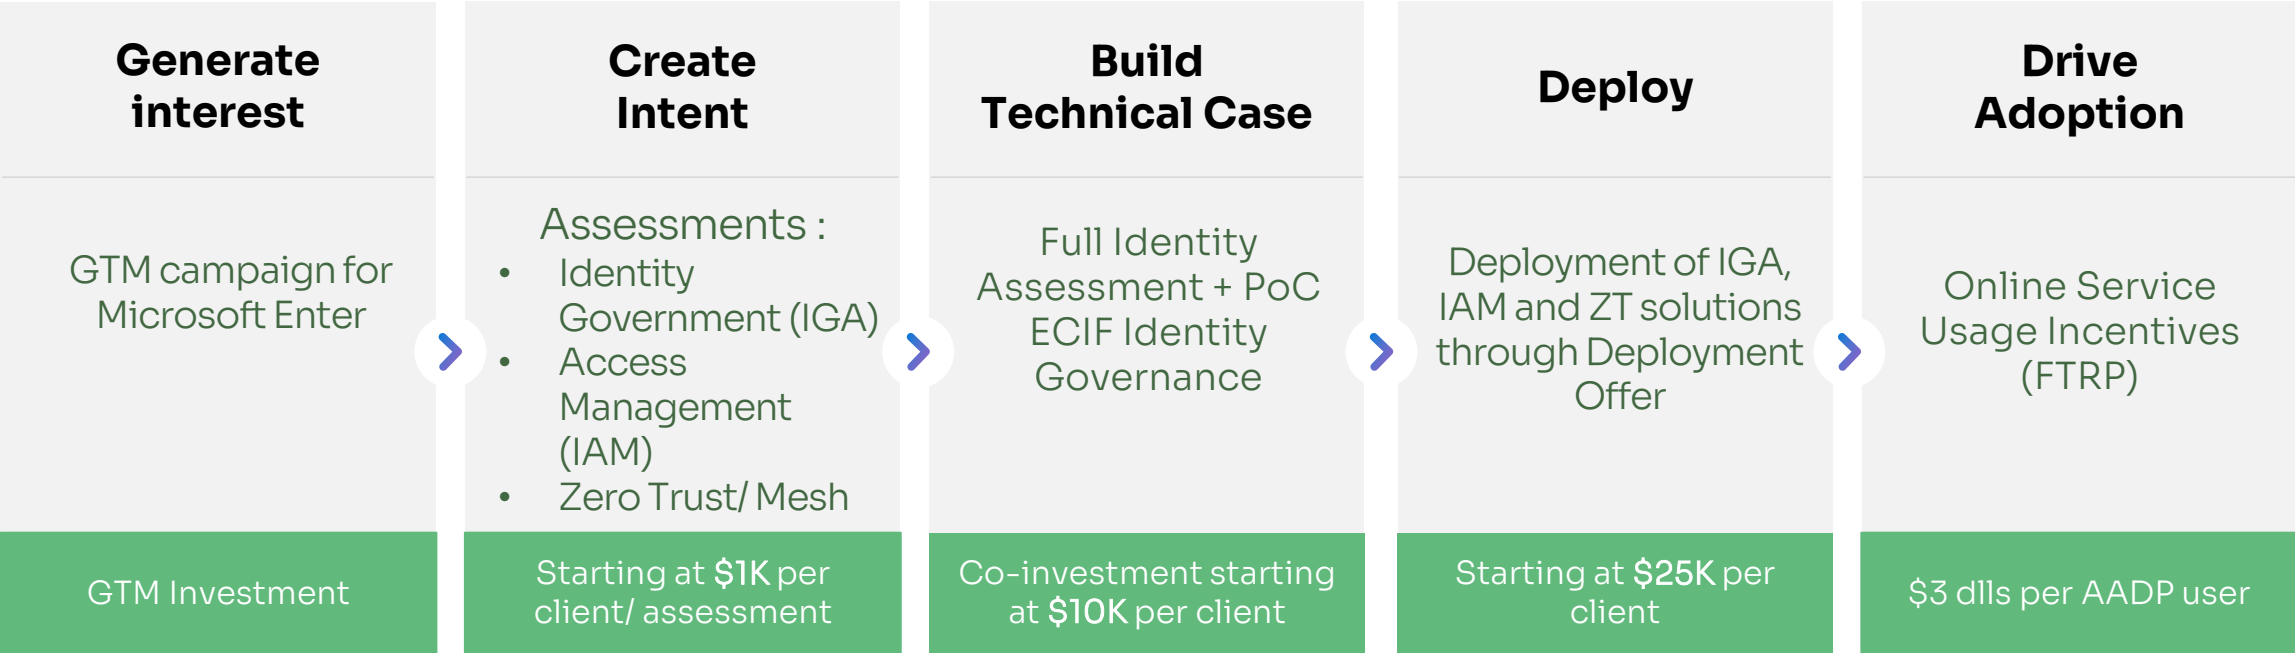 Generate
interest
GTM campaign for
Microsoft Enter
GTM Investment
Create
Intent
Assessments :
• Identity
Government (IGA)
• Access
Management
(IAM)
• Zero Trust/ Mesh
Starting at $1K per
client/ assessment
Build
Technical Case
Full Identity
Assessment + PoC
ECIF Identity
Governance
Co-investment starting
at $10K per client
Deploy
Deployment of IGA,
IAM and ZT solutions
through Deployment
Offer
Starting at $25K per
client
Drive
Adoption
Online Service
Usage Incentives
(FTRP)
$3 dlls per AADP user